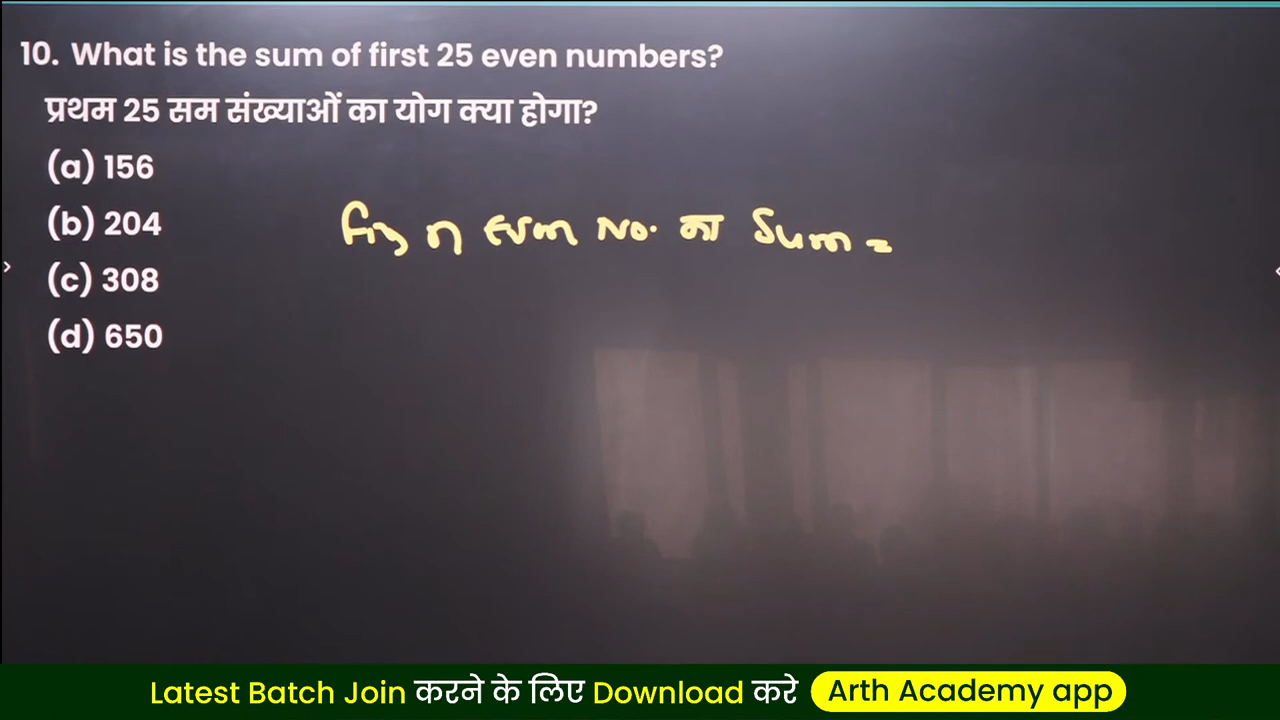 10. What is the sum of first 25 even numbers?
प्रथम 25 सम संख्याओं का योग क्या होगा?
(a) 156
(b) 204
(c) 308
(d) 650
n even No. का Sum =
Latest Batch Join करने के लिए Download करे Arth Academy app